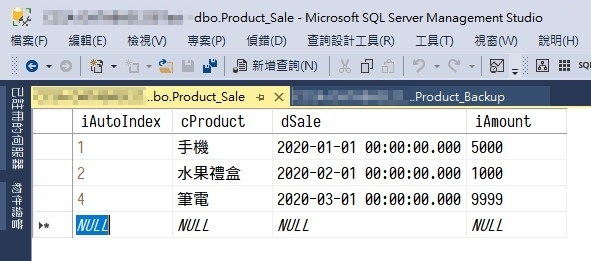 dbo.Product_Sale - Microsoft SQL Server Management Studio
檔案(F) 編輯(E) 檢視(V) 專案(P) 偵錯(D) 查詢設計工具(R) 工具(T) 視窗(W) 說明(H)
新增查詢(N) SQL
已註冊的伺服器
物件總管
..bo.Product_Sale
..Product_Backup
iAutoIndex cProduct dSale iAmount
1 手機 2020-01-01 00:00:00.000 5000
2 水果禮盒 2020-02-01 00:00:00.000 1000
4 筆電 2020-03-01 00:00:00.000 9999
NULL NULL NULL NULL